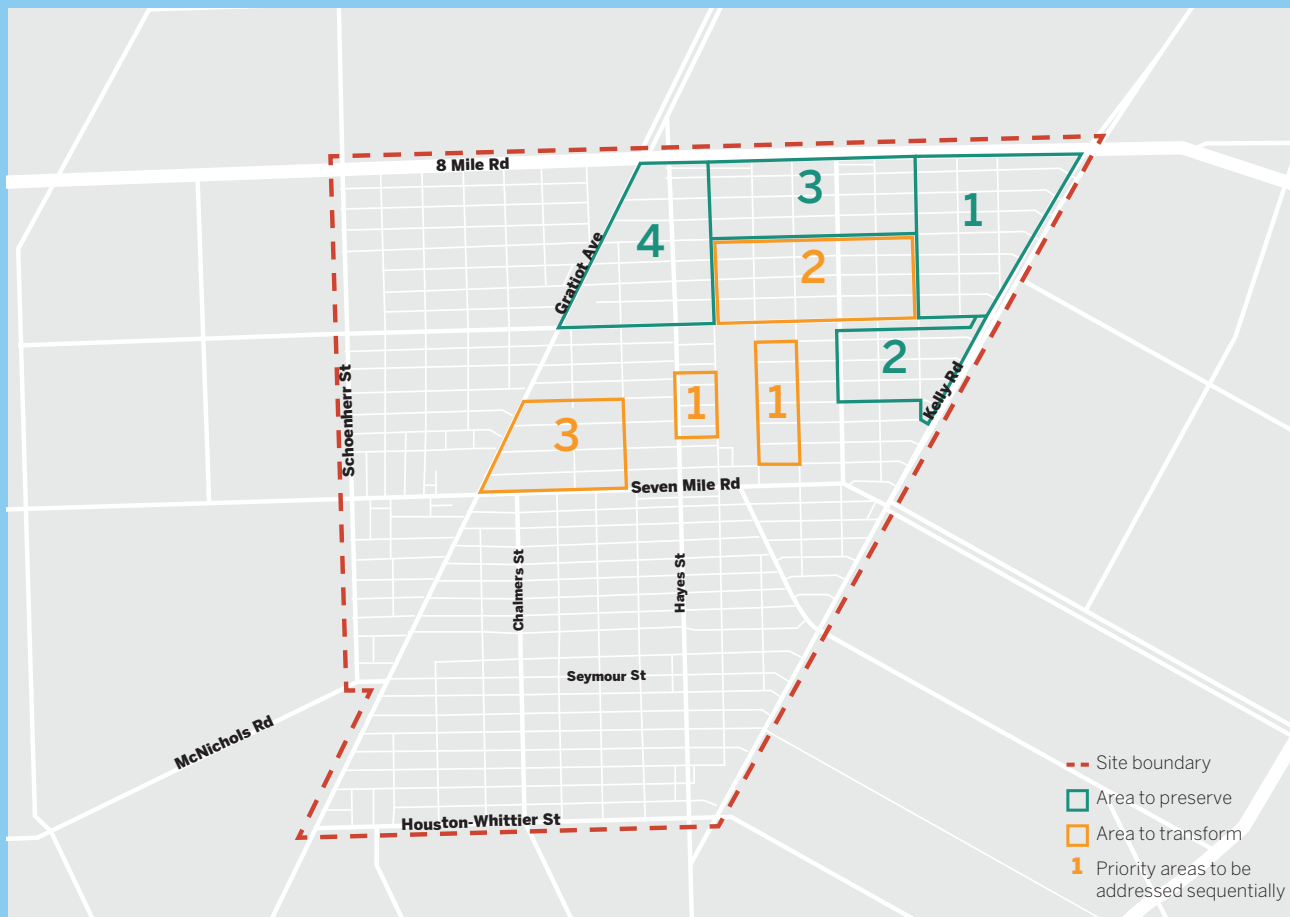 8 Mile Rd
3
1
4
Gratiot Ave
2
2
Kelly Rd
1
1
3
Schoenherr St
Seven Mile Rd
Chalmers St
Hayes St
Seymour St
McNichols Rd
Houston-Whittier St
Site boundary
Area to preserve
Area to transform
1 Priority areas to be
addressed sequentially